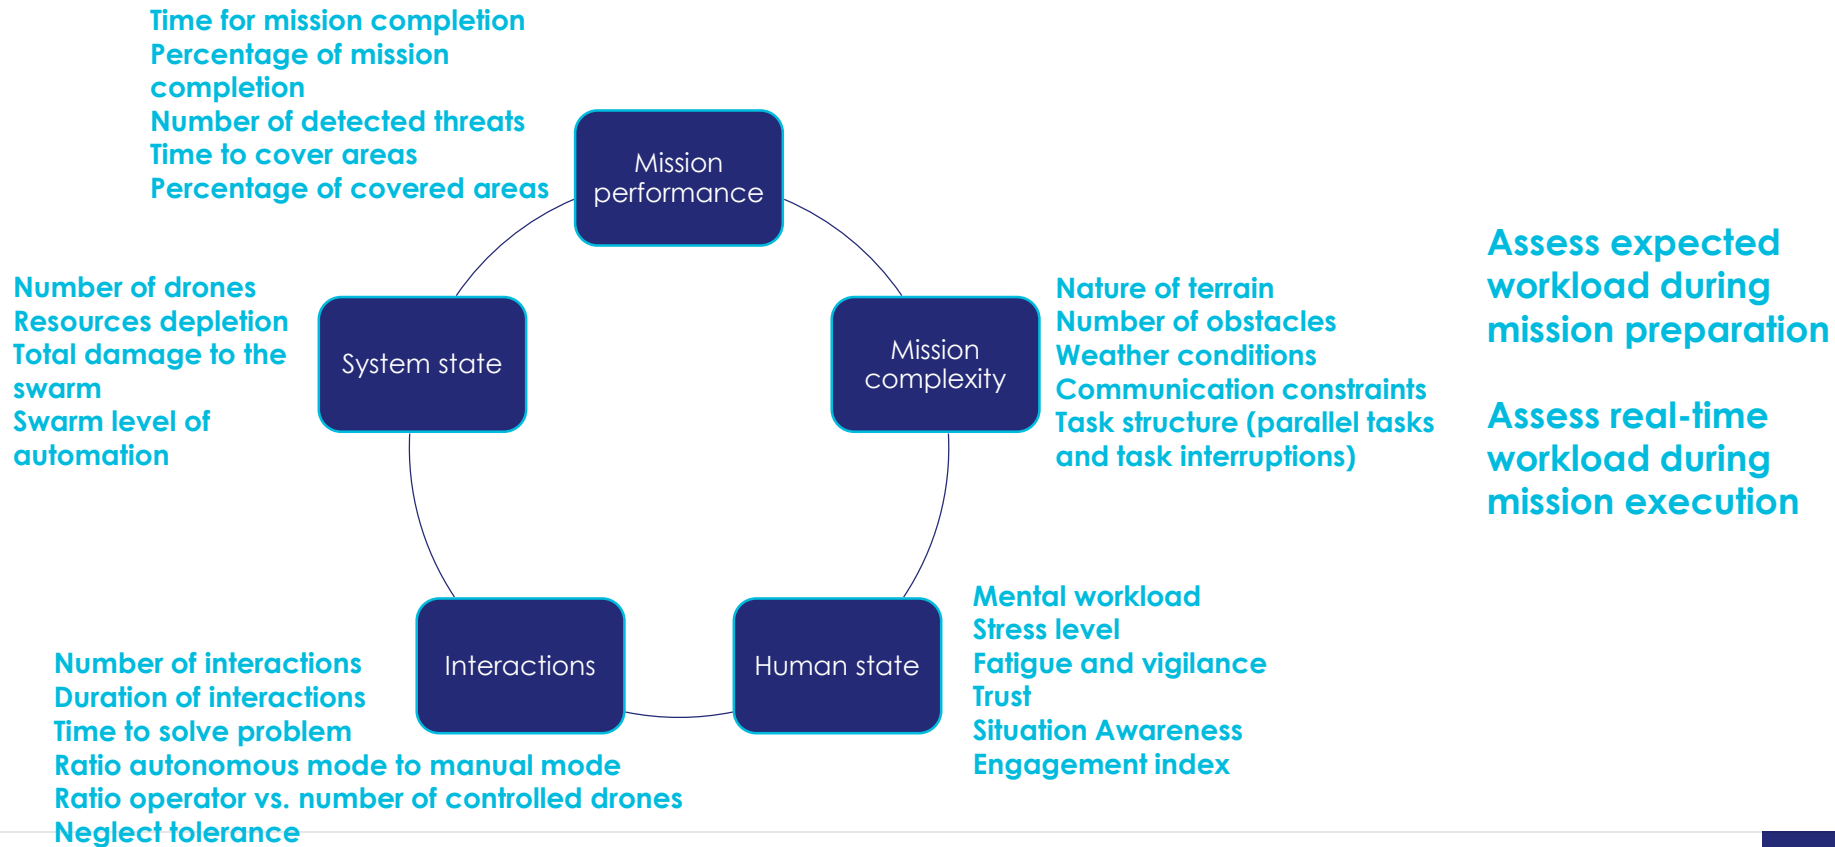 Time for mission completion
Percentage of mission
completion
Number of detected threats
Time to cover areas
Percentage of covered areas
Mission
performance
Number of drones
Resources depletion
Total damage to the
swarm
Swarm level of
automation
System state
Mission
complexity
Nature of terrain
Number of obstacles
Weather conditions
Communication constraints
Task structure (parallel tasks
and task interruptions)
Assess expected
workload during
mission preparation
Assess real-time
workload during
mission execution
Number of interactions
Duration of interactions
Time to solve problem
Ratio autonomous mode to manual mode
Ratio operator vs. number of controlled drones
Neglect tolerance
Interactions
Human state
Mental workload
Stress level
Fatigue and vigilance
Trust
Situation Awareness
Engagement index